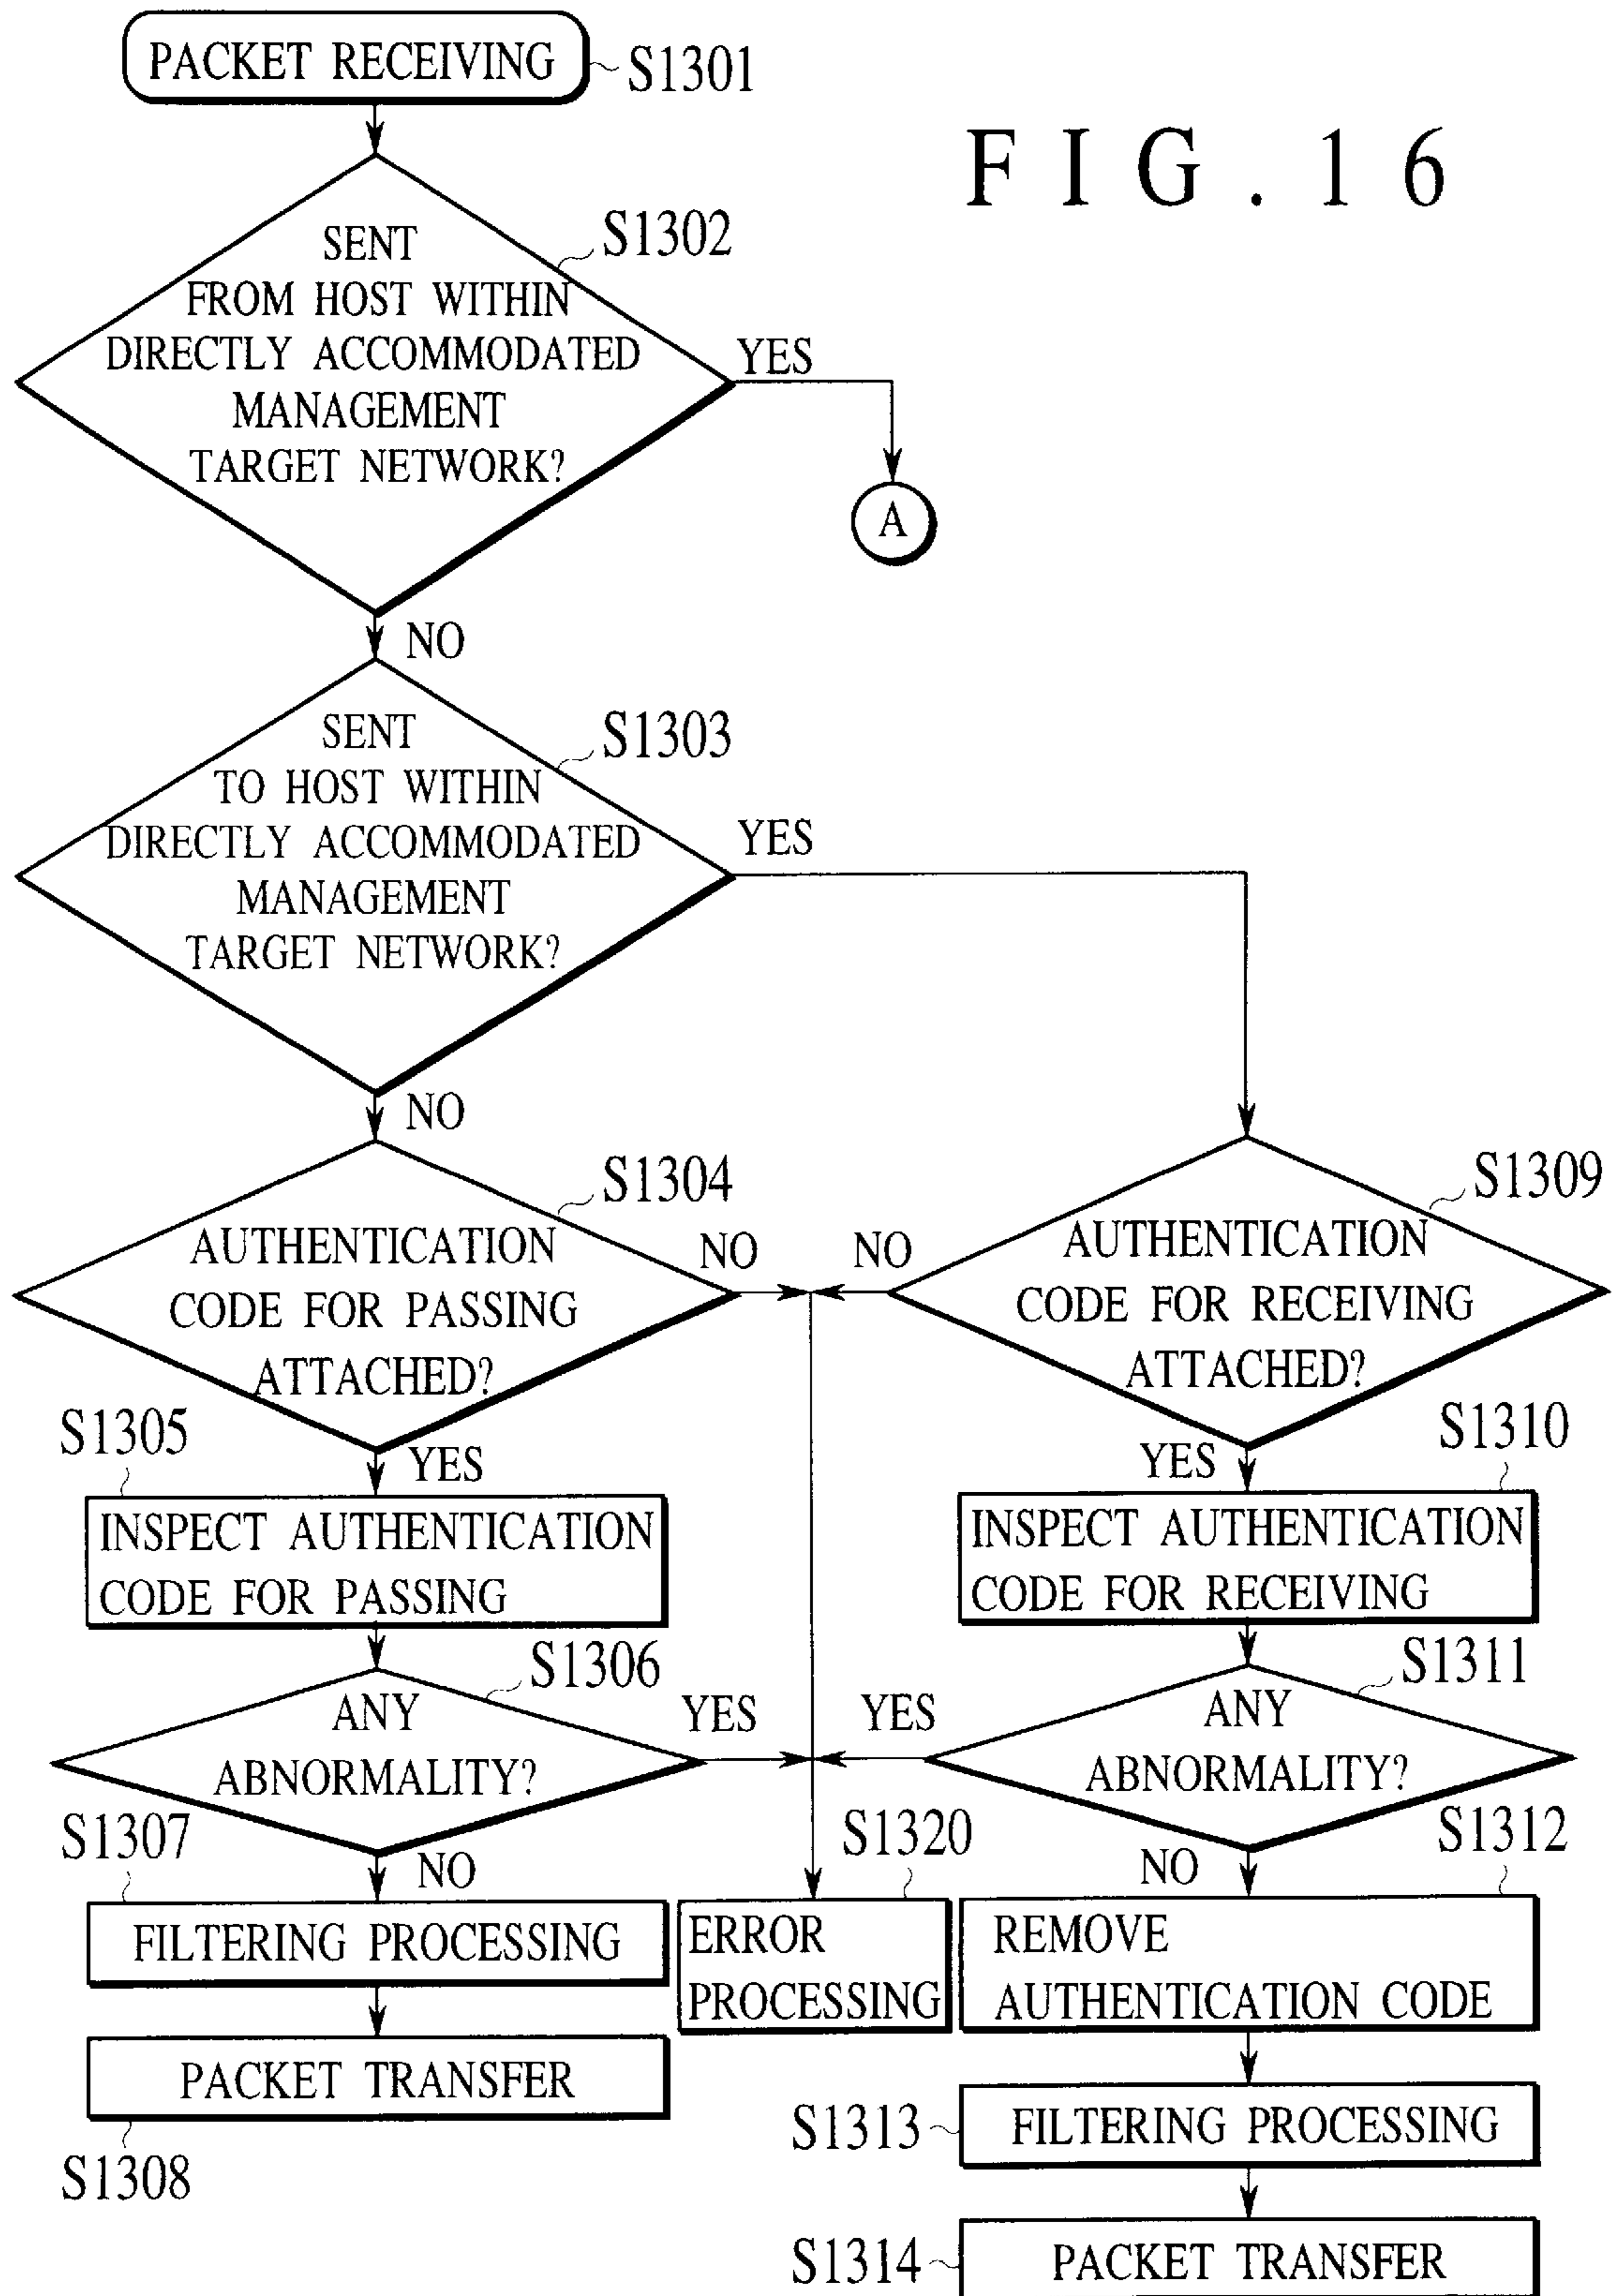 PACKET RECEIVING
S1301
FIG.16
S1302
SENT
FROM HOST WITHIN
DIRECTLY ACCOMMODATED
MANAGEMENT
TARGET NETWORK?
YES
A
NO
S1303
SENT
TO HOST WITHIN
DIRECTLY ACCOMMODATED
MANAGEMENT
TARGET NETWORK?
YES
NO
S1304
AUTHENTICATION
CODE FOR PASSING
ATTACHED?
NO
NO
S1309
AUTHENTICATION
CODE FOR RECEIVING
ATTACHED?
S1305
YES
INSPECT AUTHENTICATION
CODE FOR PASSING
YES
S1310
INSPECT AUTHENTICATION
CODE FOR RECEIVING
S1306
ANY
ABNORMALITY?
YES
YES
S1311
ANY
ABNORMALITY?
S1307
NO
FILTERING PROCESSING
S1320
ERROR
PROCESSING
NO
S1312
REMOVE
AUTHENTICATION CODE
PACKET TRANSFER
S1308
S1313
FILTERING PROCESSING
S1314
PACKET TRANSFER